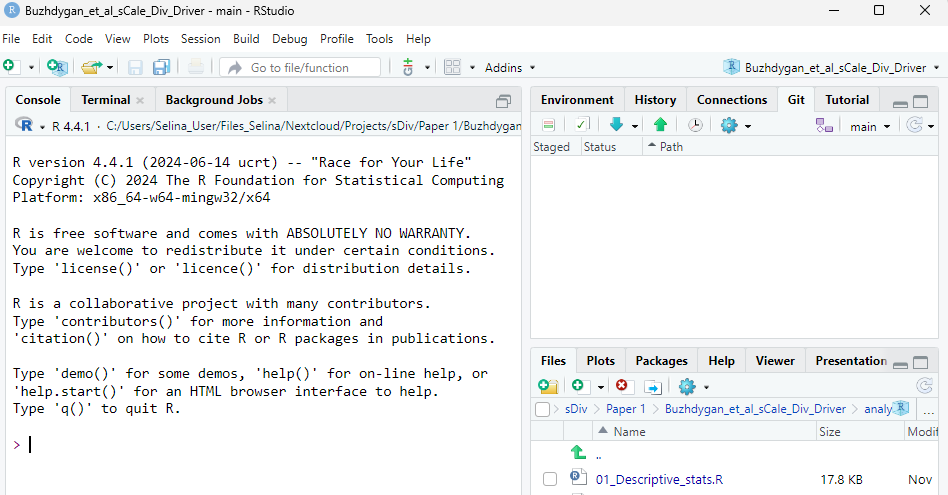 Buzhdygan_et_al_sCale_Div_Driver - main - RStudio
File Edit Code View Plots Session Build Debug Profile Tools Help
Go to file/function Addins Buzhdygan_et_al_sCale_Div_Driver
Console Terminal Background Jobs
R 4.4.1 · C:/Users/Selina_User/Files_Selina/Nextcloud/Projects/sDiv/Paper 1/Buzhdygan
R version 4.4.1 (2024-06-14 ucrt) -- "Race for Your Life"
Copyright (C) 2024 The R Foundation for Statistical Computing
Platform: x86_64-w64-mingw32/x64
R is free software and comes with ABSOLUTELY NO WARRANTY.
You are welcome to redistribute it under certain conditions.
Type 'license()' or 'licence()' for distribution details.
R is a collaborative project with many contributors.
Type 'contributors()' for more information and
'citation()' on how to cite R or R packages in publications.
Type 'demo()' for some demos, 'help()' for on-line help, or
'help.start()' for an HTML browser interface to help.
Type 'q()' to quit R.
>
Environment History Connections Git Tutorial
main
Staged Status Path
Files Plots Packages Help Viewer Presentation
sDiv > Paper 1 > Buzhdygan_et_al_sCale_Div_Driver > analy ...
Name Size Modif
..
01_Descriptive_stats.R 17.8 KB Nov